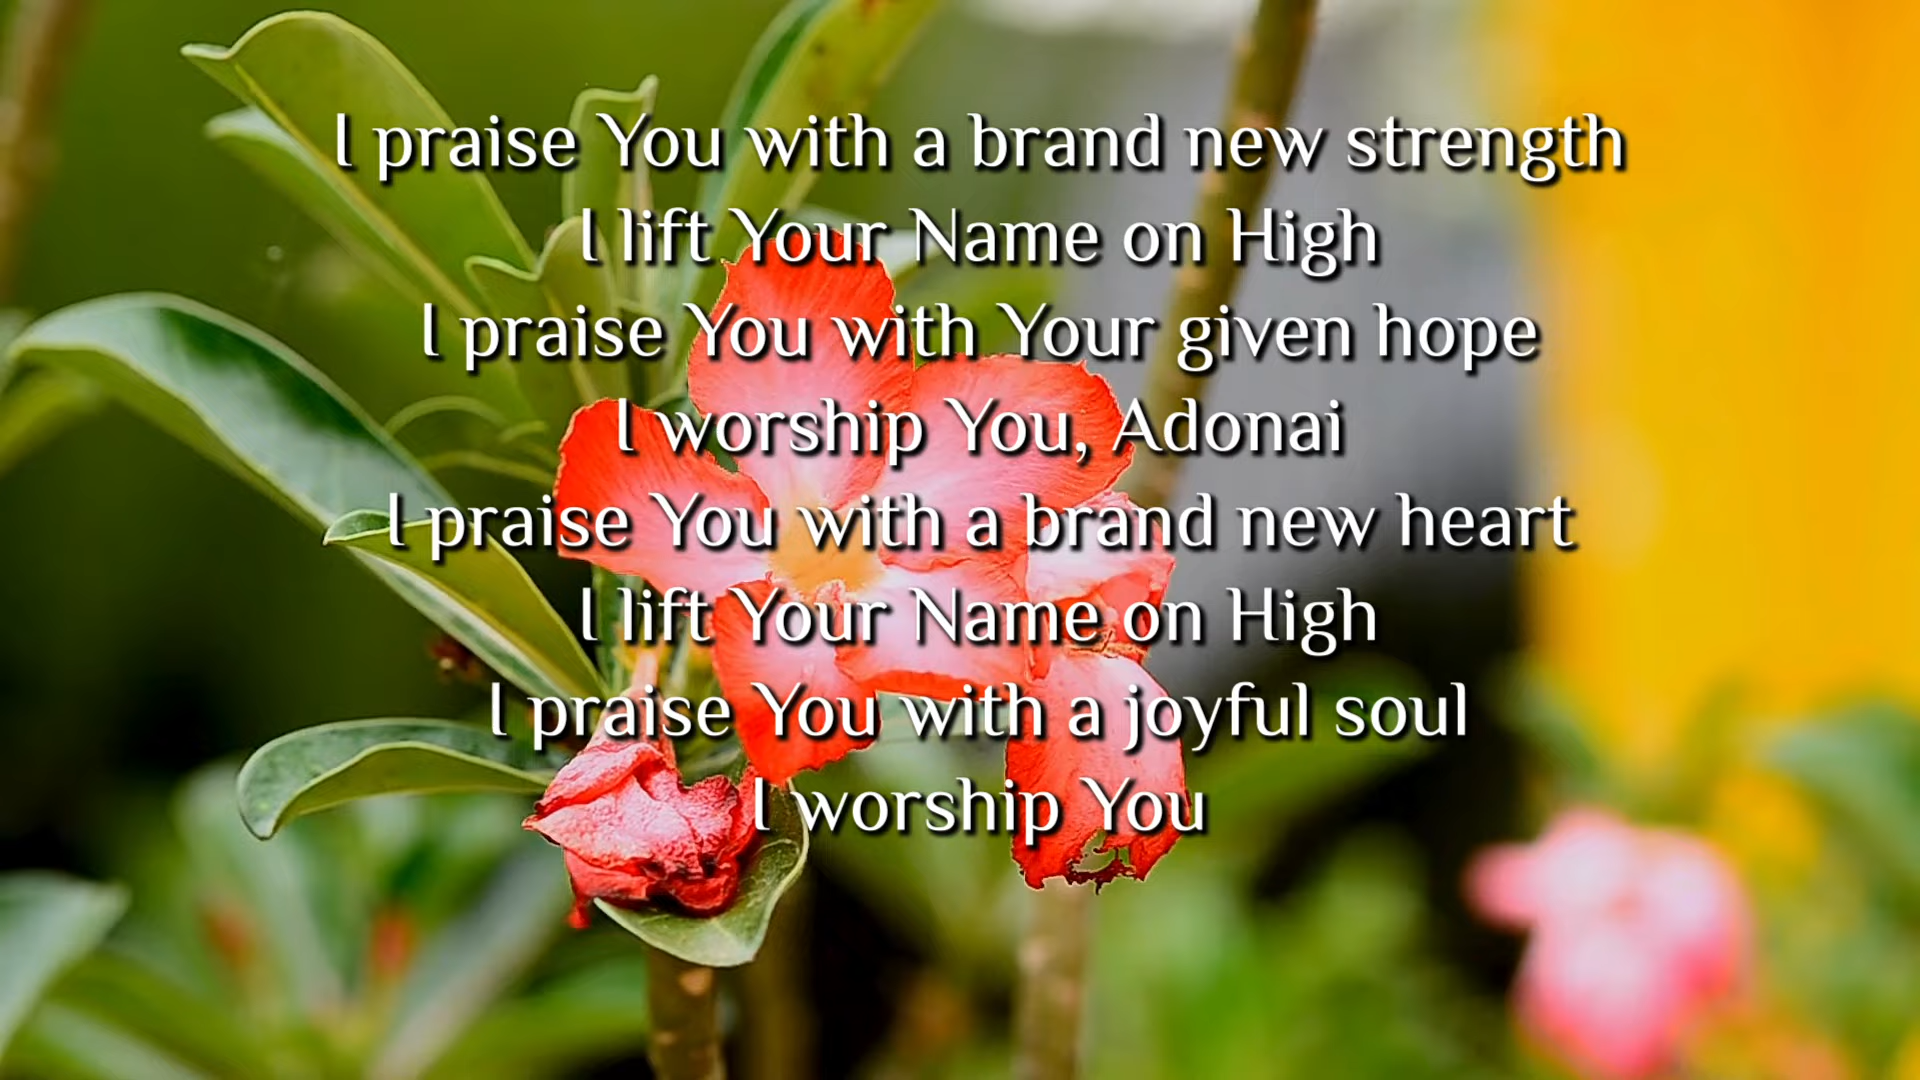 I praise You with a brand new strength
I lift Your Name on High
I praise You with Your given hope
I worship You, Adonai
I praise You with a brand new heart
I lift Your Name on High
I praise You with a joyful soul
I worship You